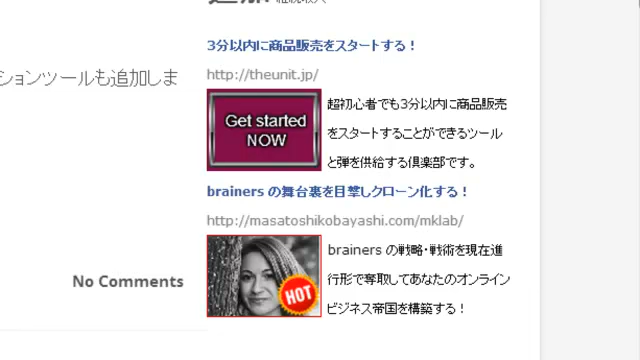 3分以内に商品販売をスタートする！
ションツールも追加しま
http://theunit.jp/
Get started
NOW
超初心者でも3分以内に商品販売
をスタートすることができるツール
と弾を供給する倶楽部です。
brainers の舞台裏を目撃しクローン化する！
http://masatoshikobayashi.com/mklab/
HOT
brainers の戦略・戦術を現在進
行形で奪取してあなたのオンライン
ビジネス帝国を構築する！
No Comments